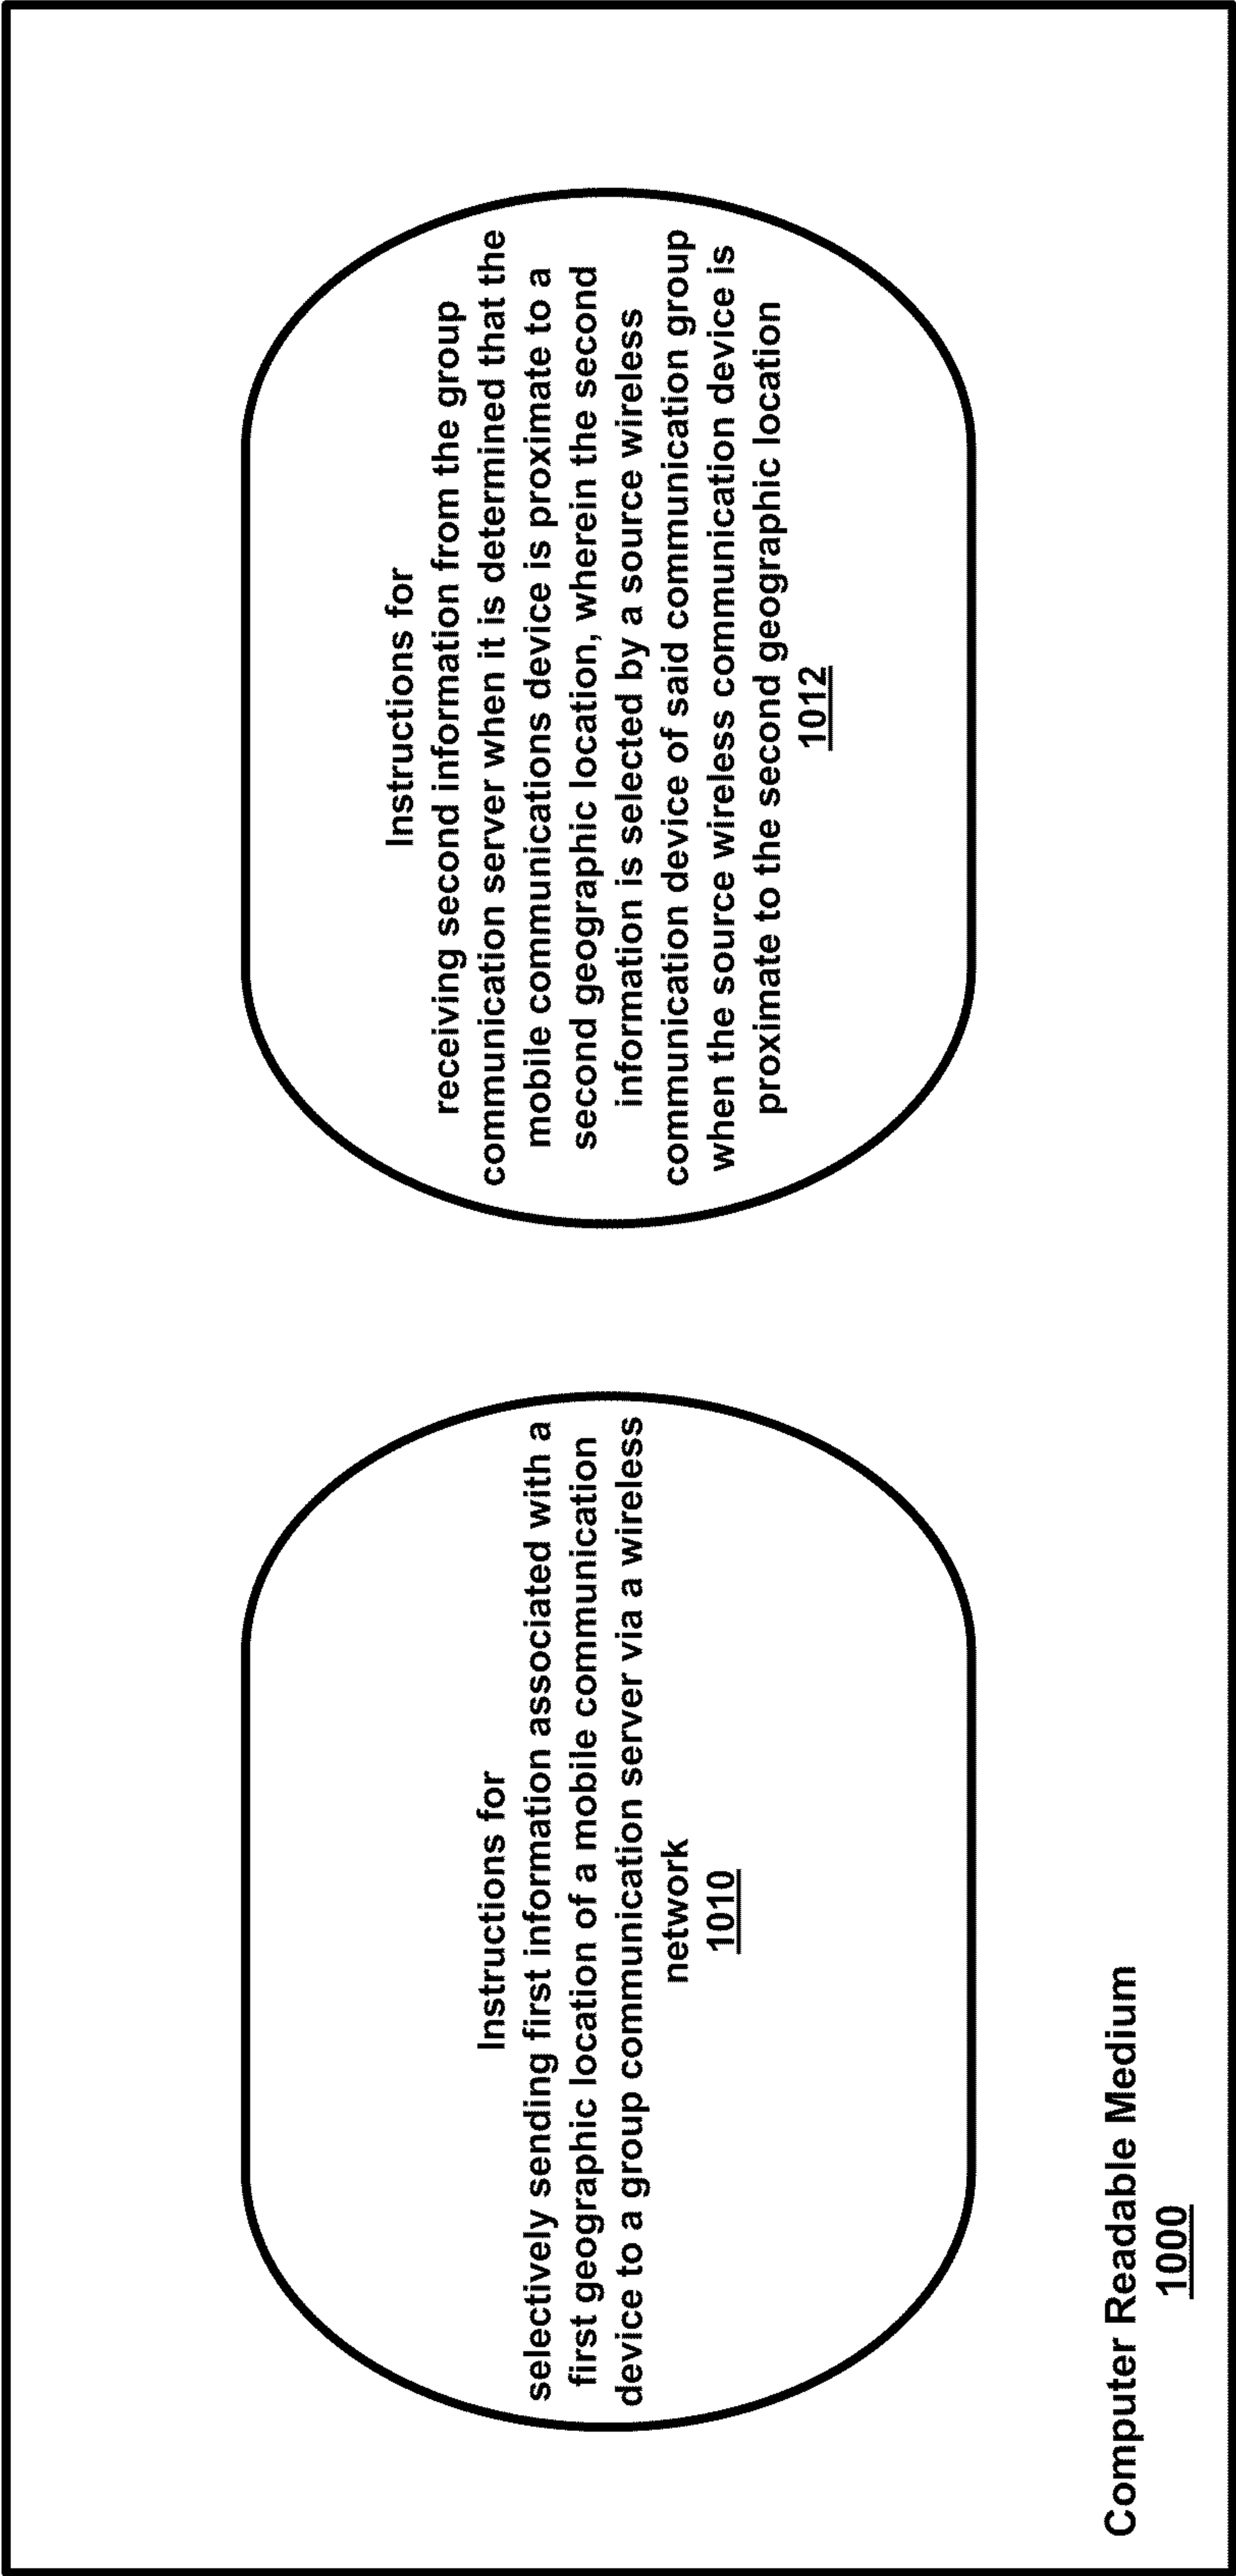 Instructions for
selectively sending first information associated with a
first geographic location of a mobile communication
device to a group communication server via a wireless
network
1010
Instructions for
receiving second information from the group
communication server when it is determined that the
mobile communications device is proximate to a
second geographic location, wherein the second
information is selected by a source wireless
communication device of said communication group
when the source wireless communication device is
proximate to the second geographic location
1012
Computer Readable Medium
1000